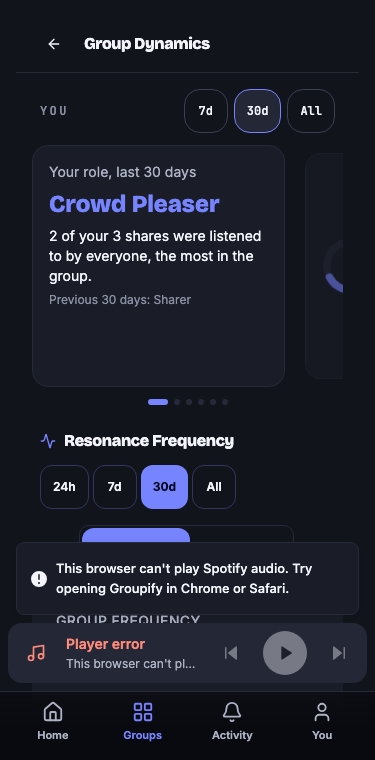 Group Dynamics
YOU
7d
30d
All
Your role, last 30 days
Crowd Pleaser
2 of your 3 shares were listened
to by everyone, the most in the
group.
Previous 30 days: Sharer
Resonance Frequency
24h
7d
30d
All
This browser can't play Spotify audio. Try
opening Groupify in Chrome or Safari.
GROUP FREQUENCY
Player error
This browser can't pl...
Home
Groups
Activity
You